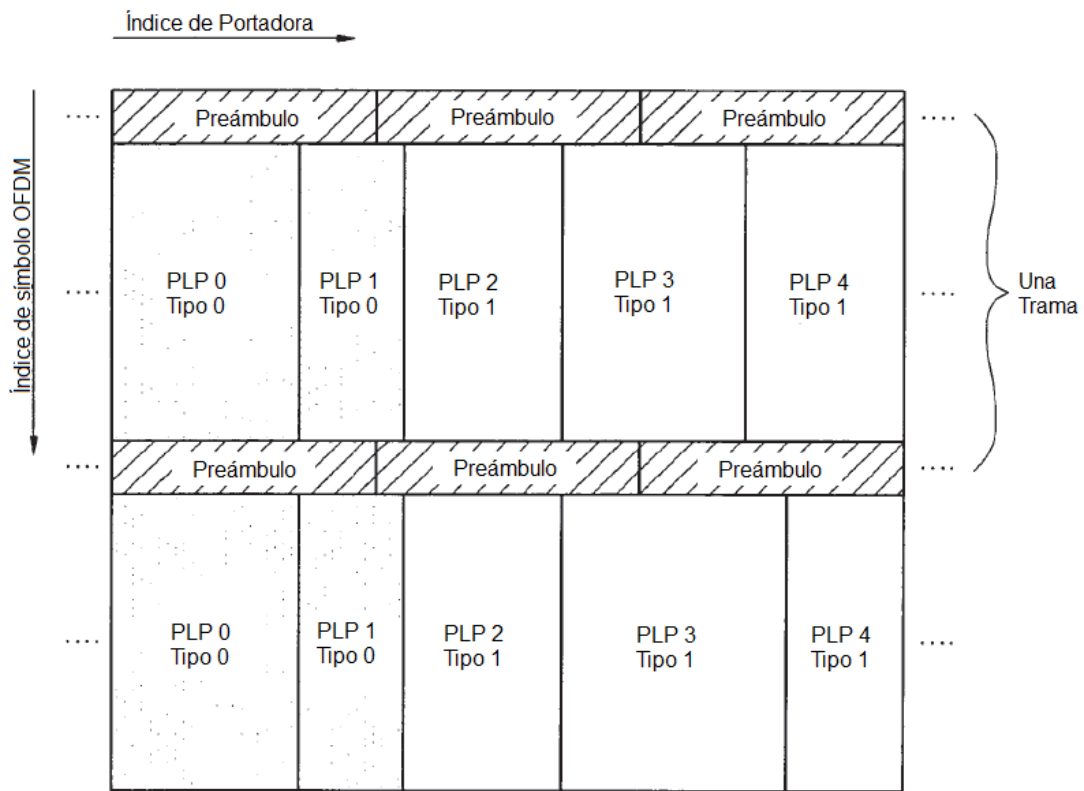 Índice de Portadora
Índice de símbolo OFDM
.... Preámbulo Preámbulo Preámbulo ....
.... PLP 0 PLP 1 PLP 2 PLP 3 PLP 4 ....
Tipo 0 Tipo 0 Tipo 1 Tipo 1 Tipo 1
Una
Trama
.... Preámbulo Preámbulo Preámbulo ....
.... PLP 0 PLP 1 PLP 2 PLP 3 PLP 4 ....
Tipo 0 Tipo 0 Tipo 1 Tipo 1 Tipo 1